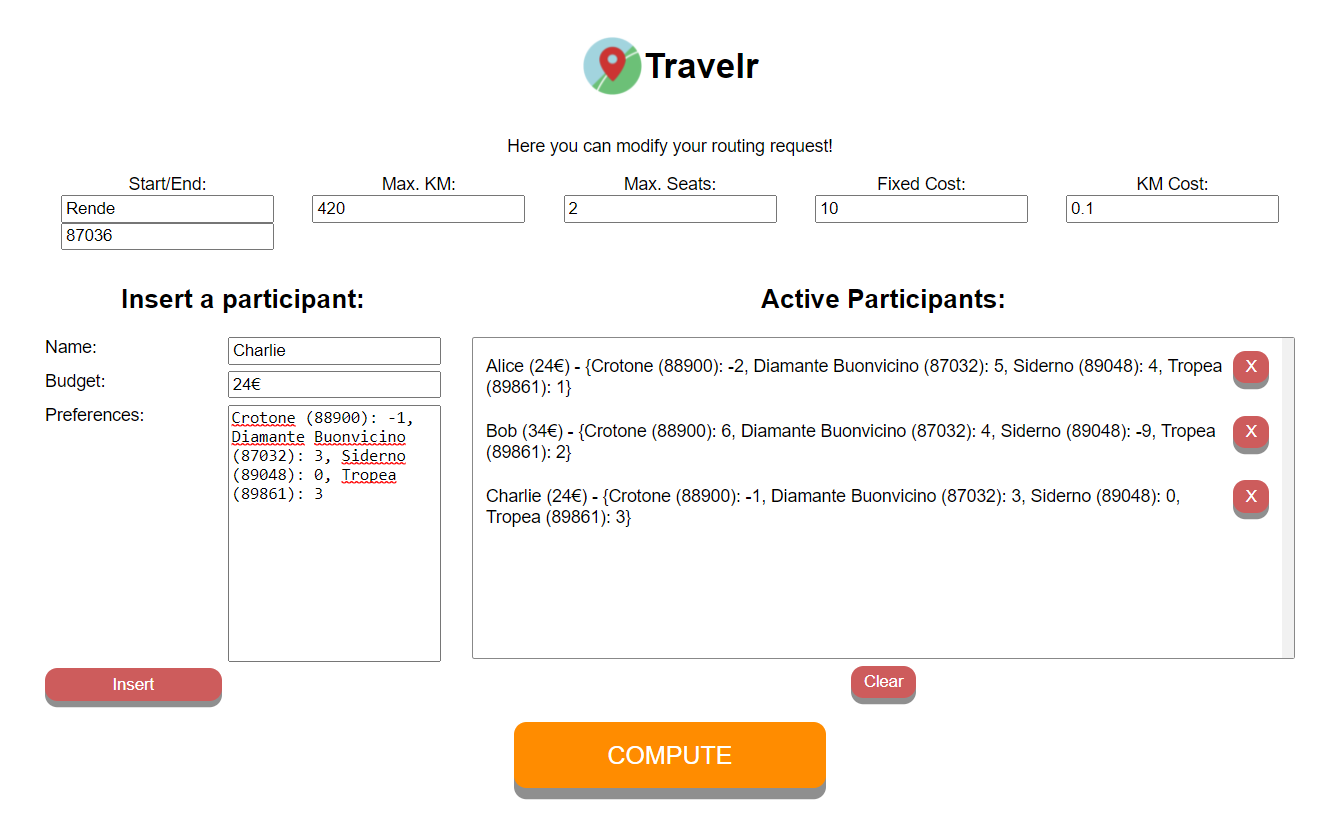 Travelr
Here you can modify your routing request!
Start/End:
Rende
87036
Max. KM:
420
Max. Seats:
2
Fixed Cost:
10
KM Cost:
0.1
Insert a participant:
Name:
Charlie
Budget:
24€
Preferences:
Crotone (88900): -1,
Diamante Buonvicino
(87032): 3, Siderno
(89048): 0, Tropea
(89861): 3
Insert
Active Participants:
Alice (24€) - {Crotone (88900): -2, Diamante Buonvicino (87032): 5, Siderno (89048): 4, Tropea
(89861): 1}
X
Bob (34€) - {Crotone (88900): 6, Diamante Buonvicino (87032): 4, Siderno (89048): -9, Tropea
(89861): 2}
X
Charlie (24€) - {Crotone (88900): -1, Diamante Buonvicino (87032): 3, Siderno (89048): 0,
Tropea (89861): 3}
X
Clear
COMPUTE